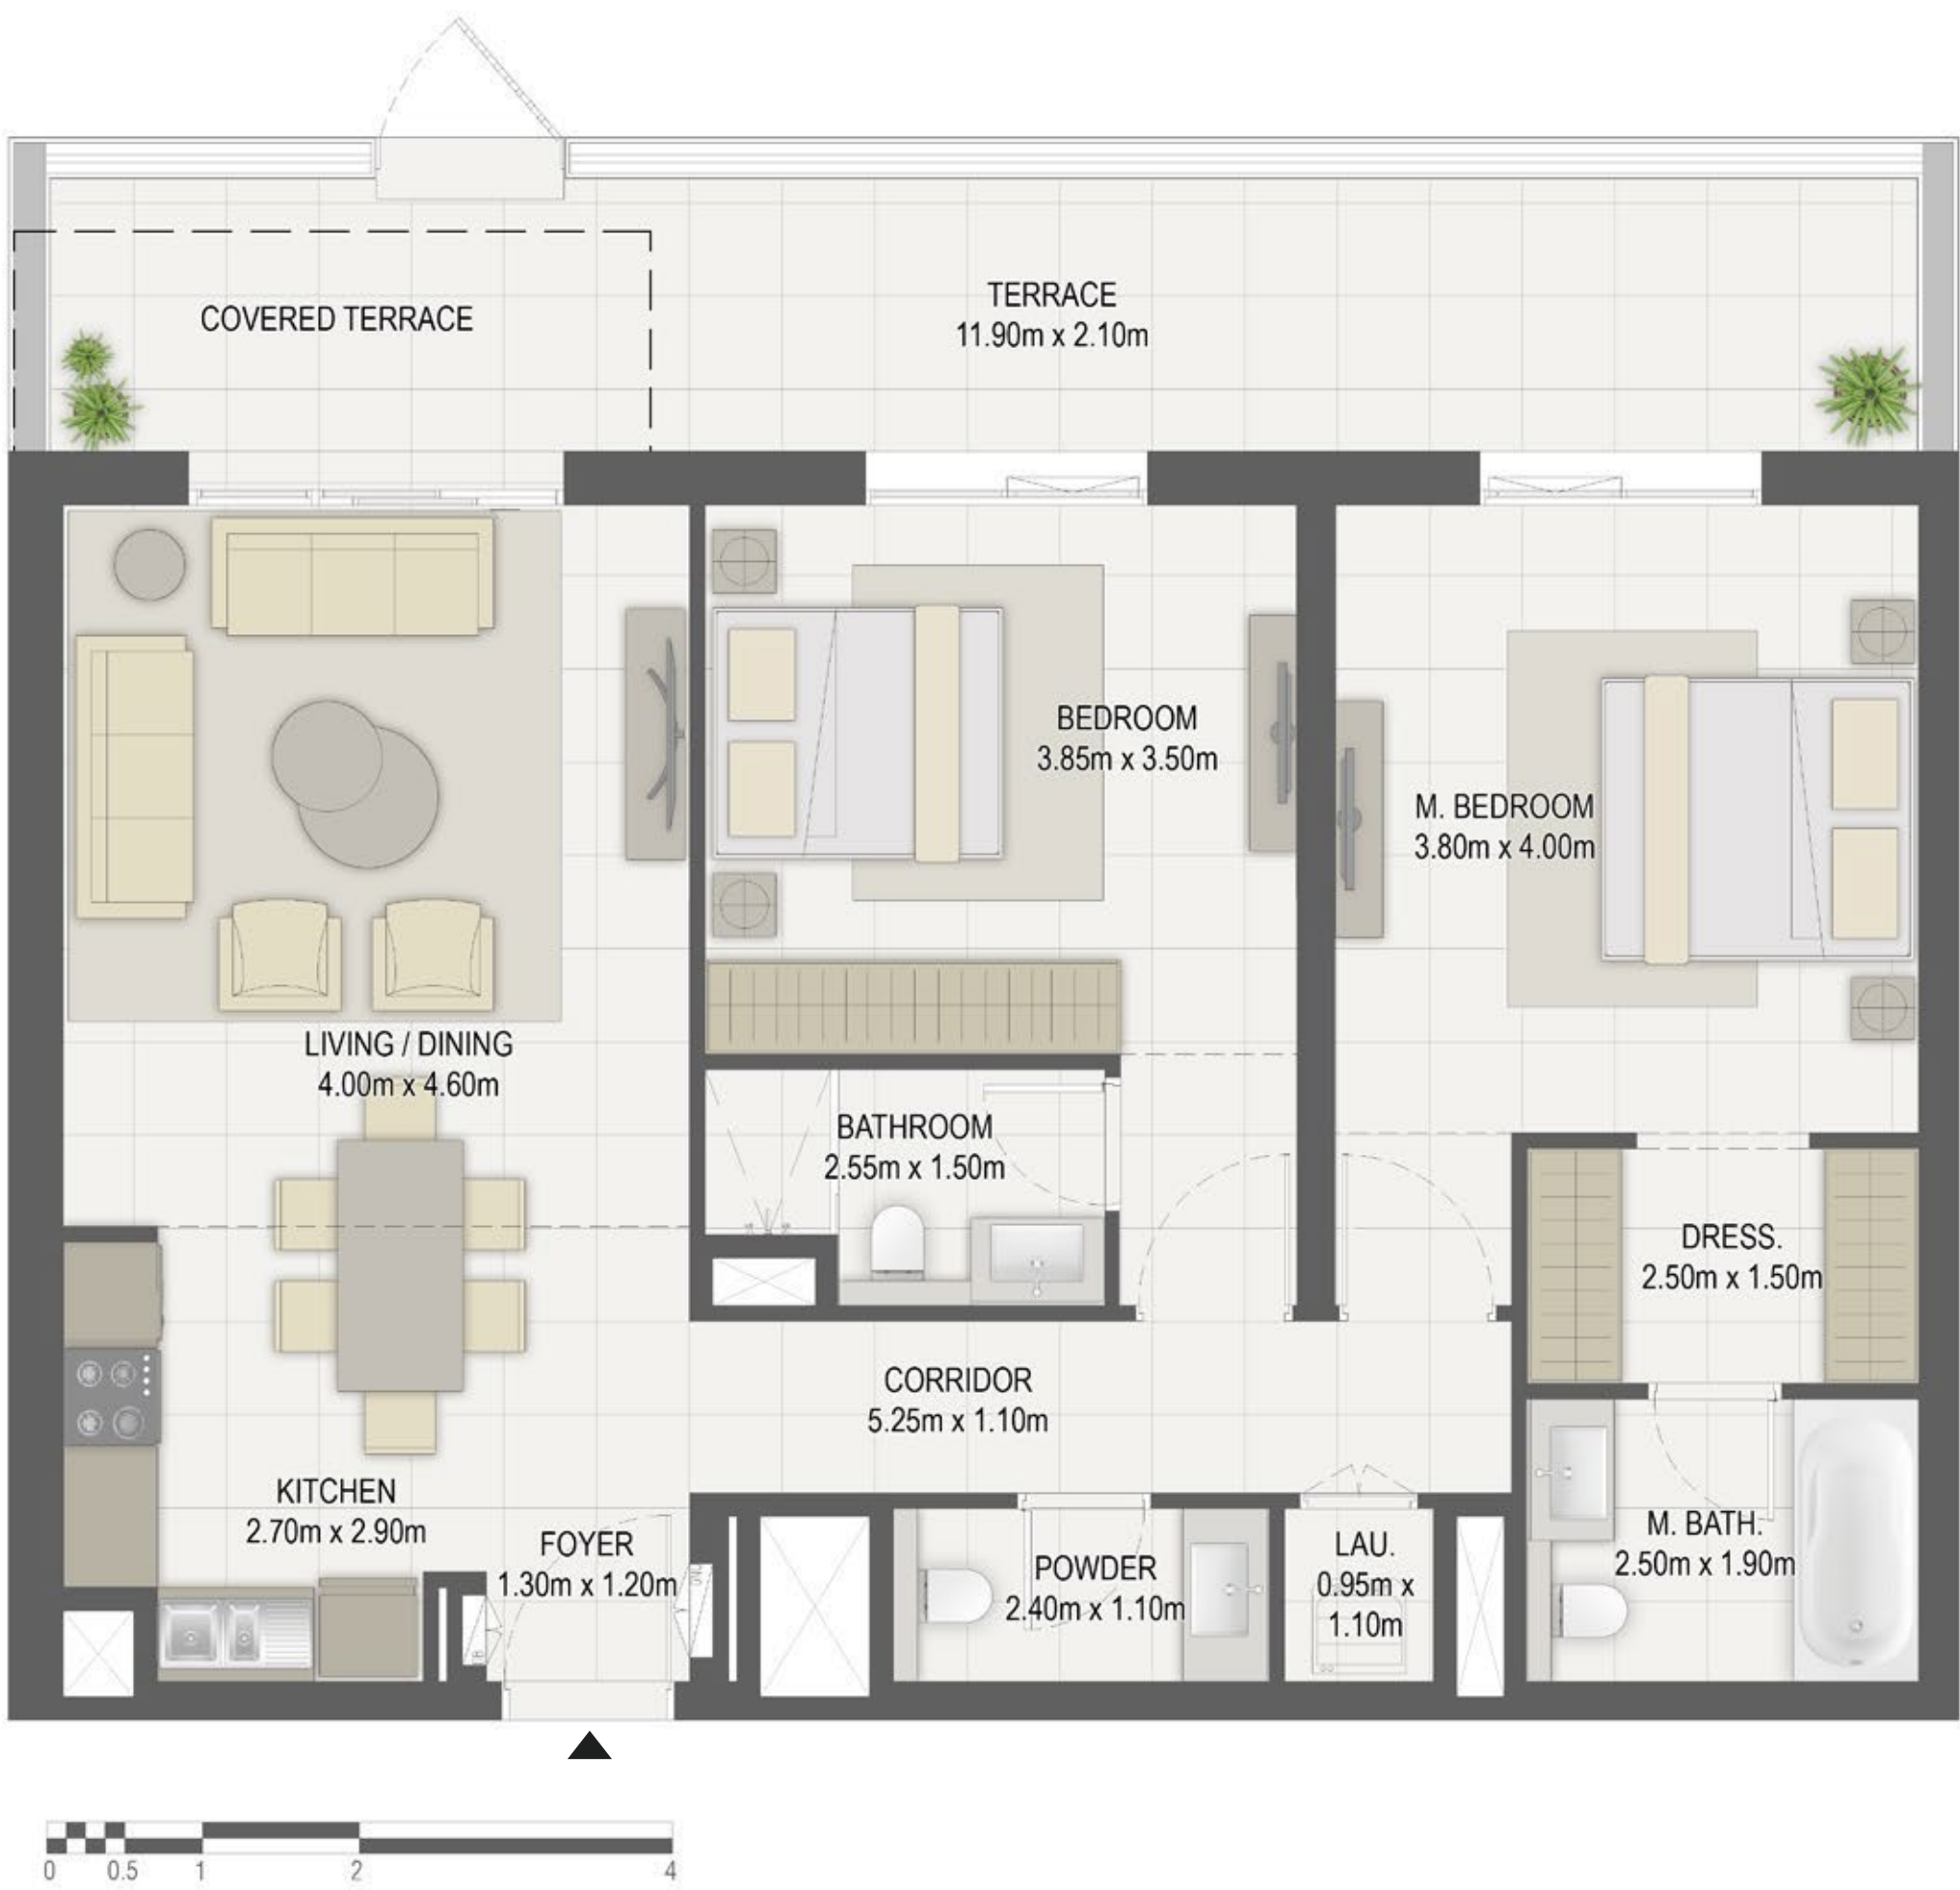 COVERED TERRACE
TERRACE
11.90m x 2.10m
BEDROOM
3.85m x 3.50m
M. BEDROOM
3.80m x 4.00m
LIVING / DINING
4.00m x 4.60m
BATHROOM
2.55m x 1.50m
DRESS.
2.50m x 1.50m
CORRIDOR
5.25m x 1.10m
KITCHEN
2.70m x 2.90m
FOYER
1.30m x 1.20m
POWDER
2.40m x 1.10m
LAU.
0.95m x
1.10m
M. BATH.
2.50m x 1.90m
0 0.5 1 2 4